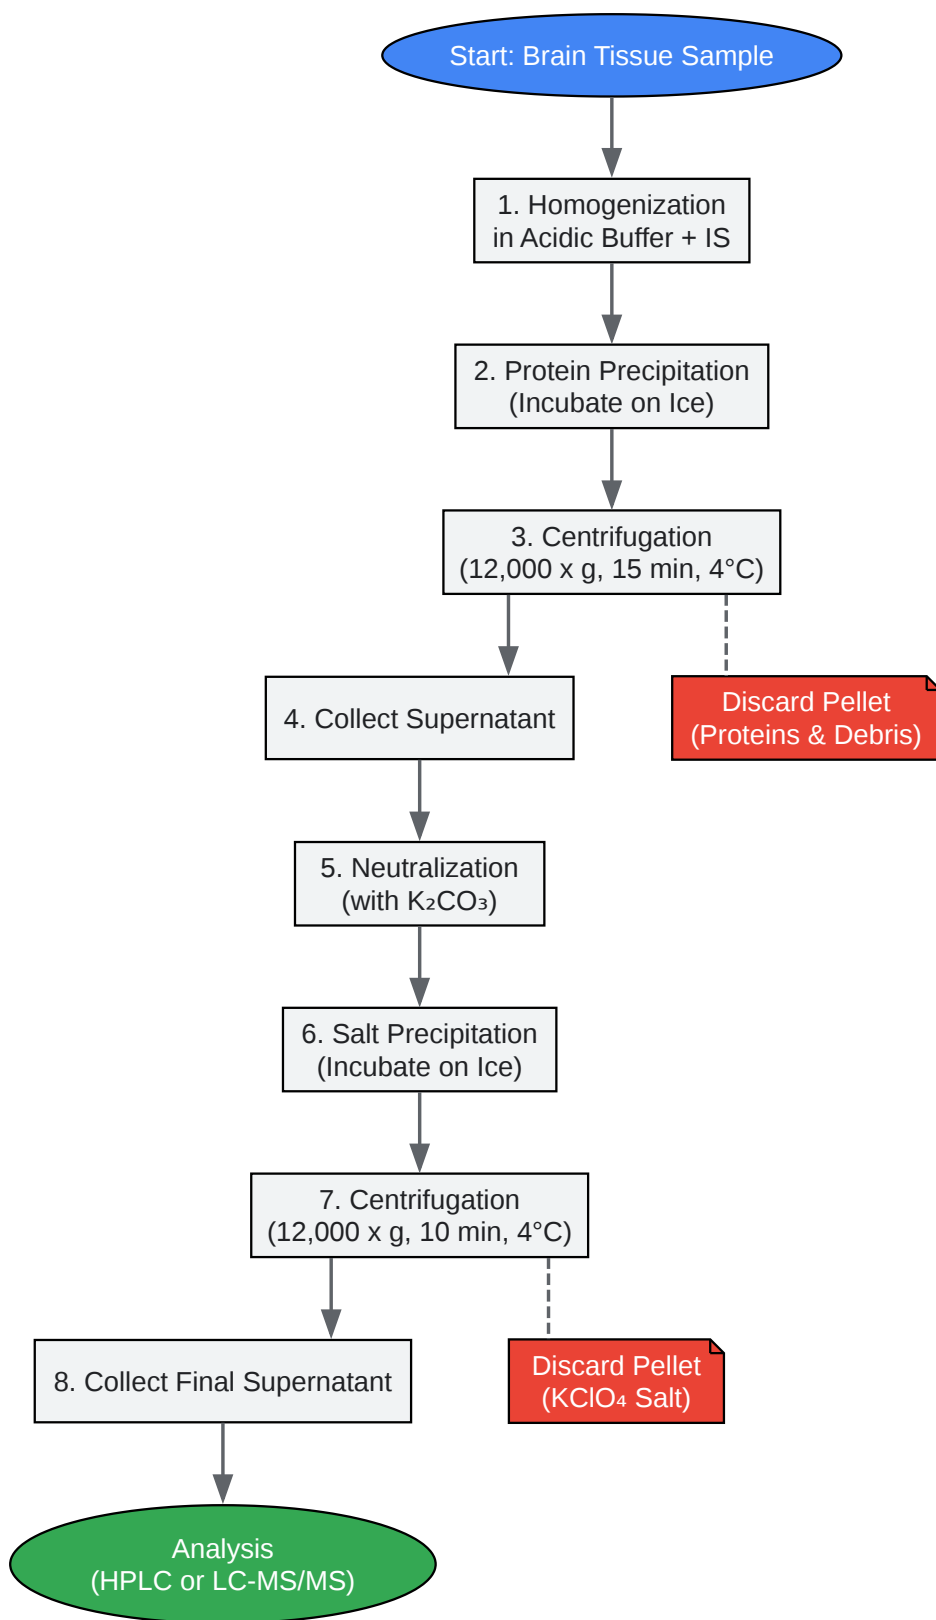 Start: Brain Tissue Sample
1. Homogenization
in Acidic Buffer + IS
2. Protein Precipitation
(Incubate on Ice)
3. Centrifugation
(12,000 x g, 15 min, 4°C)
4. Collect Supernatant
Discard Pellet
(Proteins & Debris)
5. Neutralization
(with K₂CO₃)
6. Salt Precipitation
(Incubate on Ice)
7. Centrifugation
(12,000 x g, 10 min, 4°C)
8. Collect Final Supernatant
Discard Pellet
(KClO₄ Salt)
Analysis
(HPLC or LC-MS/MS)